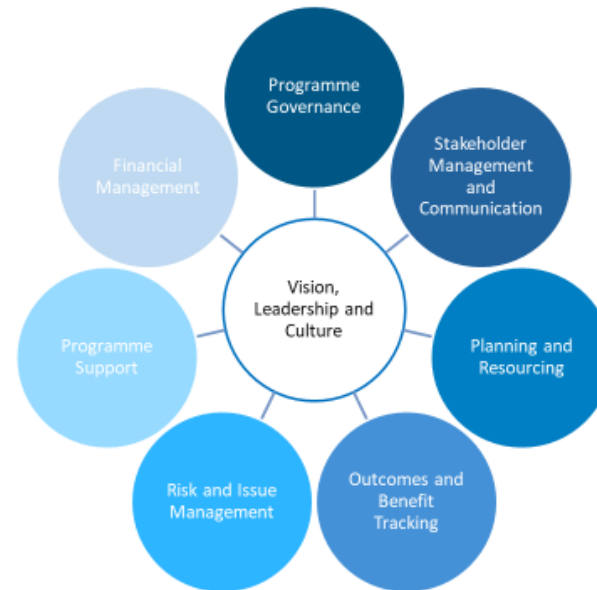 Programme
Governance
Stakeholder
Management
and
Communication
Planning and
Resourcing
Outcomes and
Benefit
Tracking
Risk and Issue
Management
Programme
Support
Financial
Management
Vision,
Leadership and
Culture